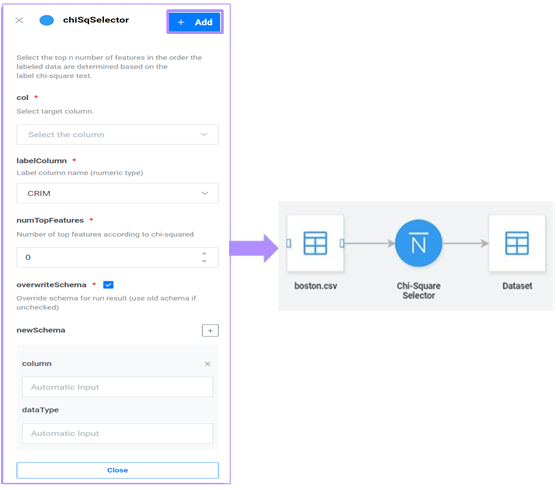 chiSqSelector
+ Add
Select the top n number of features in the order the
labeled data are determined based on the
label chi-square test.
col *
Select target column.
Select the column
labelColumn *
Label column name (numeric type)
CRIM
numTopFeatures *
Number of top features according to chi-squared
0
overwriteSchema *
Override schema for run result (use old schema if
unchecked)
newSchema
+
column
Automatic Input
dataType
Automatic Input
Close
N
boston.csv
Chi-Square
Selector
Dataset